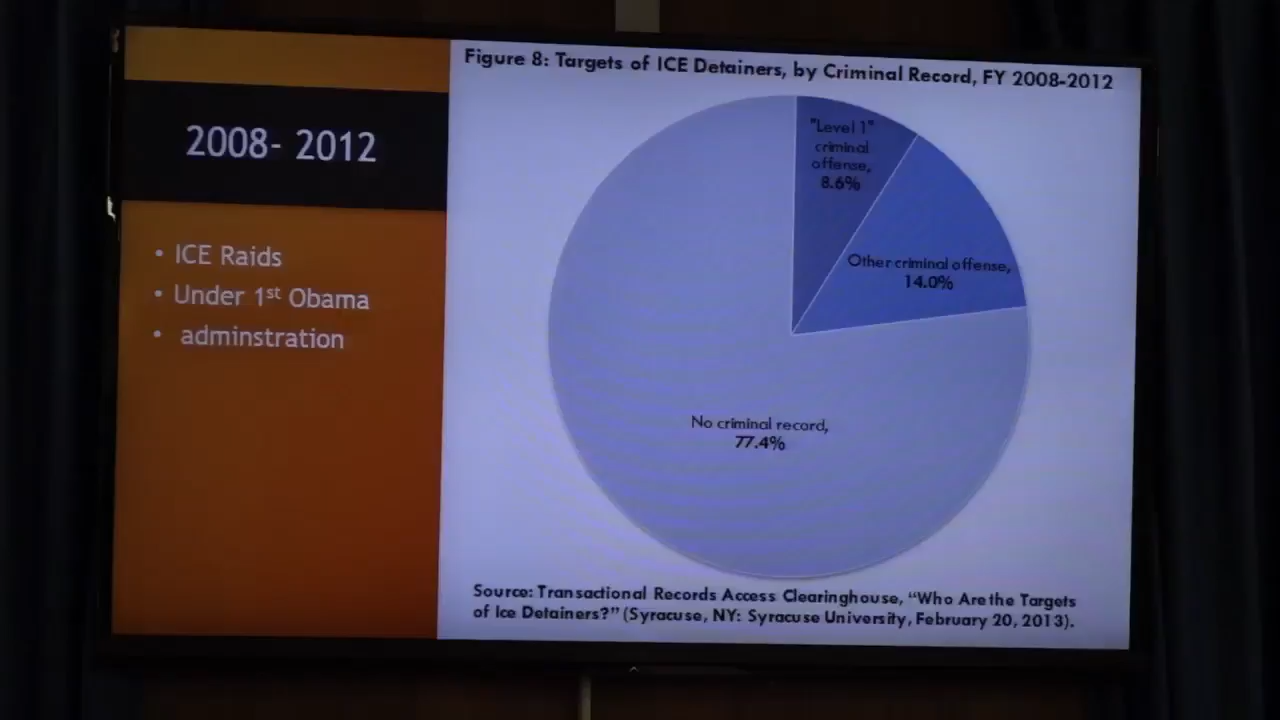 Figure 8: Targets of ICE Detainers, by Criminal Record, FY 2008-2012
2008- 2012
• ICE Raids
• Under 1st Obama
• adminstration
"Level 1"
criminal
offense,
8.6%
Other criminal offense,
14.0%
No criminal record,
77.4%
Source: Transactional Records Access Clearinghouse, “Who Are the Targets
of Ice Detainers?” (Syracuse, NY: Syracuse University, February 20, 2013).